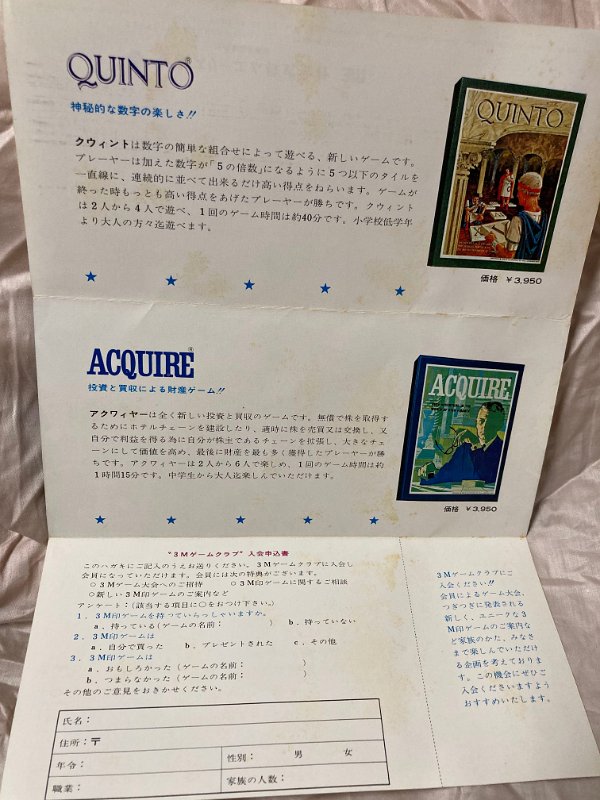 QUINTO®
神秘的な数字の楽しさ!!
クウィントは数字の簡単な組合せによって遊べる、新しいゲームです。
プレーヤーは加えた数字が「5の倍数」になるように5つ以下のタイルを
一直線に、連続的に並べて出来るだけ高い得点をねらいます。ゲームが
終った時もっとも高い得点をあげたプレーヤーが勝ちです。クウィント
は2人から4人で遊べ、1回のゲーム時間は約40分です。小学校低学年
より大人の方々迄遊べます。
QUINTO
価格 ¥3,950
ACQUIRE®
投資と買収による財産ゲーム!!
アクワィヤーは全く新しい投資と買収のゲームです。無償で株を取得す
るためにホテルチェーンを建設したり、適時に株を売買又は交換し、又
自分で利益を得る為に自分が株主であるチェーンを拡張し、大きなチェ
ーンにして価値を高め、最後に財産を最も多く獲得したプレーヤーが勝
ちです。アクワィヤーは2人から6人で楽しめ、1回のゲーム時間は約
1時間15分です。中学生から大人迄楽しんでいただけます。
ACQUIRE
価格 ¥3,950
"3Mゲームクラブ" 入会申込書
このハガキにご記入のうえお送りください。3Mゲームクラブに入会し
会員になっていただけます。会員には次の特典がございます。
○3Mゲーム大会へのご招待 ○3Mゲームに関するご相談
○新しい3Mゲームのご案内など
アンケート:(該当する項目に○をおつけ下さい。)
1. 3M印ゲームを持っていらっしゃいますか。
a. 持っている(ゲームの名前: ) b. 持っていない
2. 3M印ゲームは
a. 自分で買った b. プレゼントされた c. その他
3. 3M印ゲームは
a. おもしろかった(ゲームの名前: )
b. つまらなかった(ゲームの名前: )
その他のご意見をおきかせください。
氏名:
住所:〒
年令: 性別: 男 女
職業: 家族の人数:
3Mゲームクラブにご
入会ください!!
会員によるゲーム大会、
つぎつぎに発表される
新しく、ユニークな3
M印ゲームのご案内な
ど家族のかた、みなさ
まで楽しんでいただけ
る企画を考えておりま
す。この機会にぜひご
入会くださいますよう
おすすめいたします。